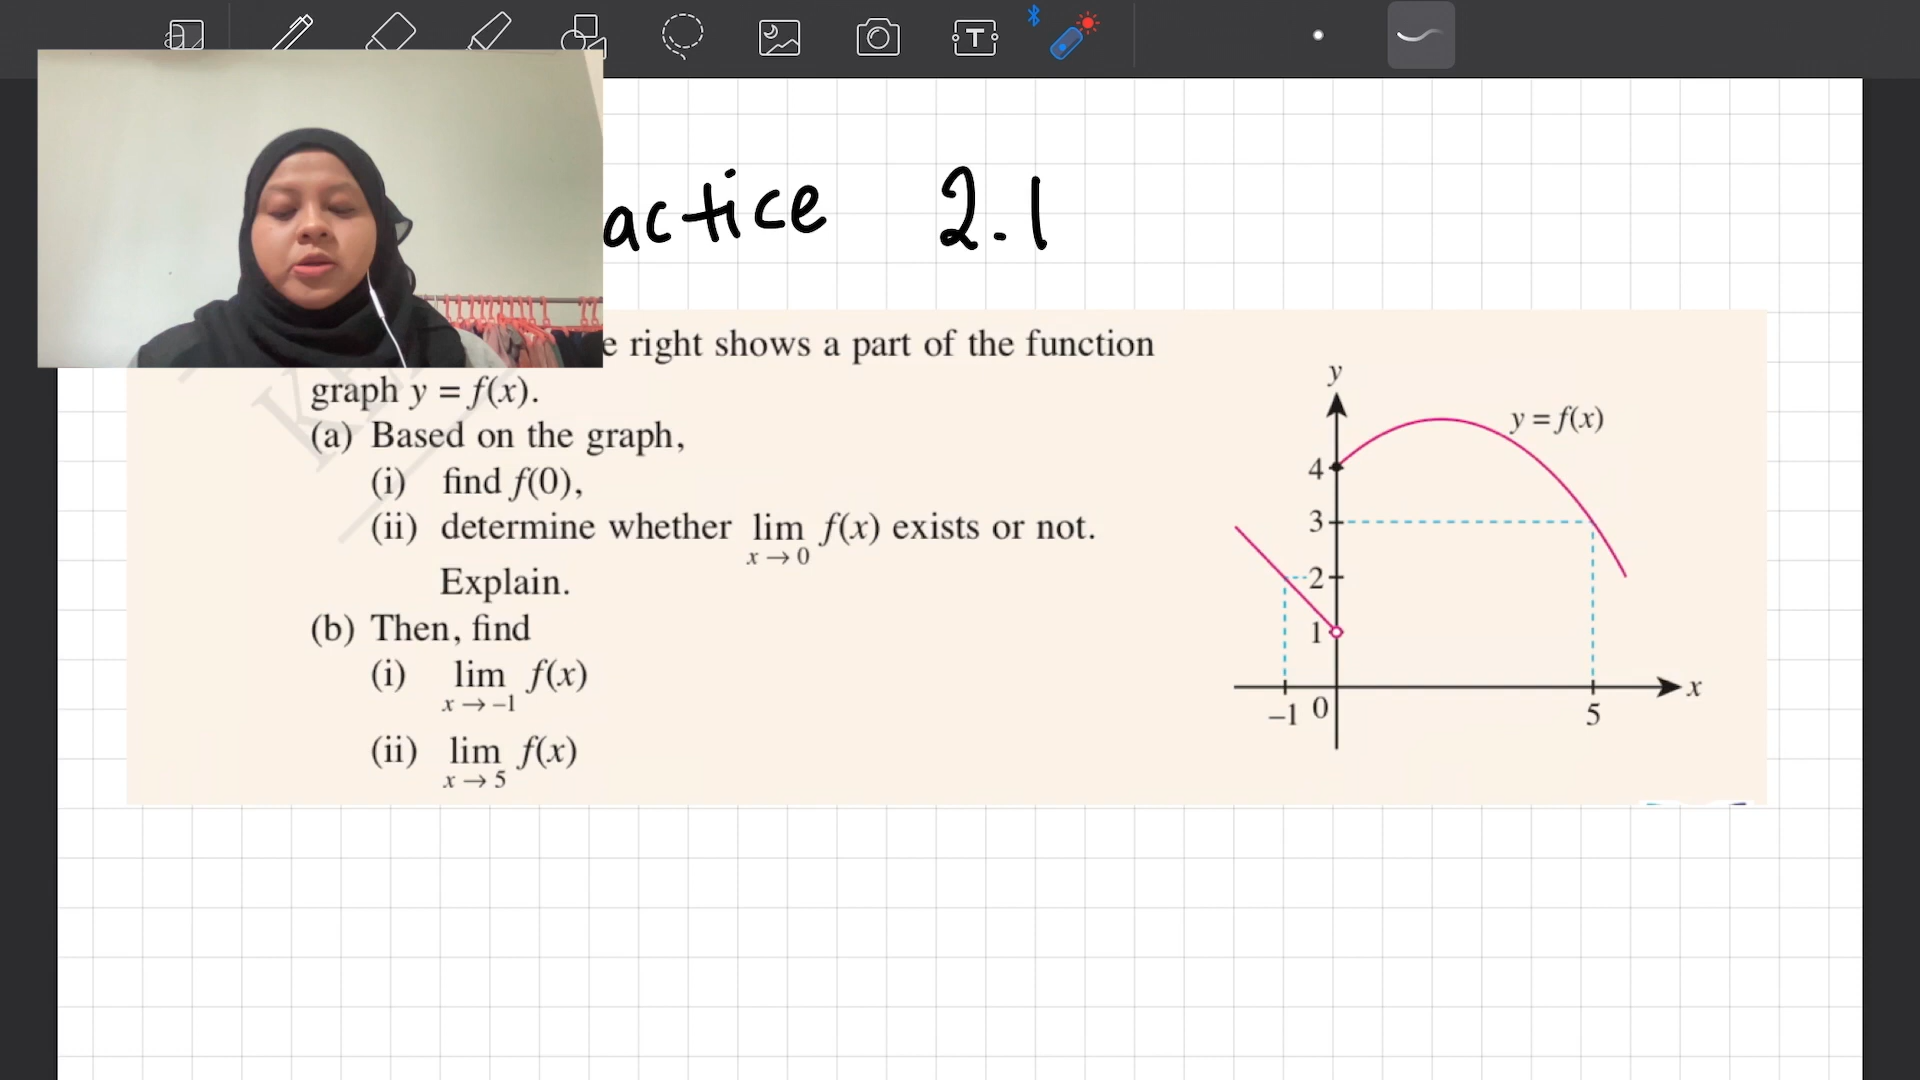 actice 2.1
e right shows a part of the function
graph y = f(x).
(a) Based on the graph,
(i) find f(0),
(ii) determine whether lim f(x) exists or not.
x → 0
Explain.
(b) Then, find
(i) lim f(x)
x → –1
(ii) lim f(x)
x → 5
y
y = f(x)
4
3
2
1
–1 0 5 x